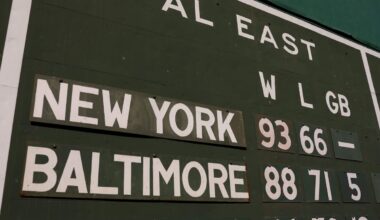 AL EAST
W L GB
NEW YORK 93 66 —
BALTIMORE 88 71 5